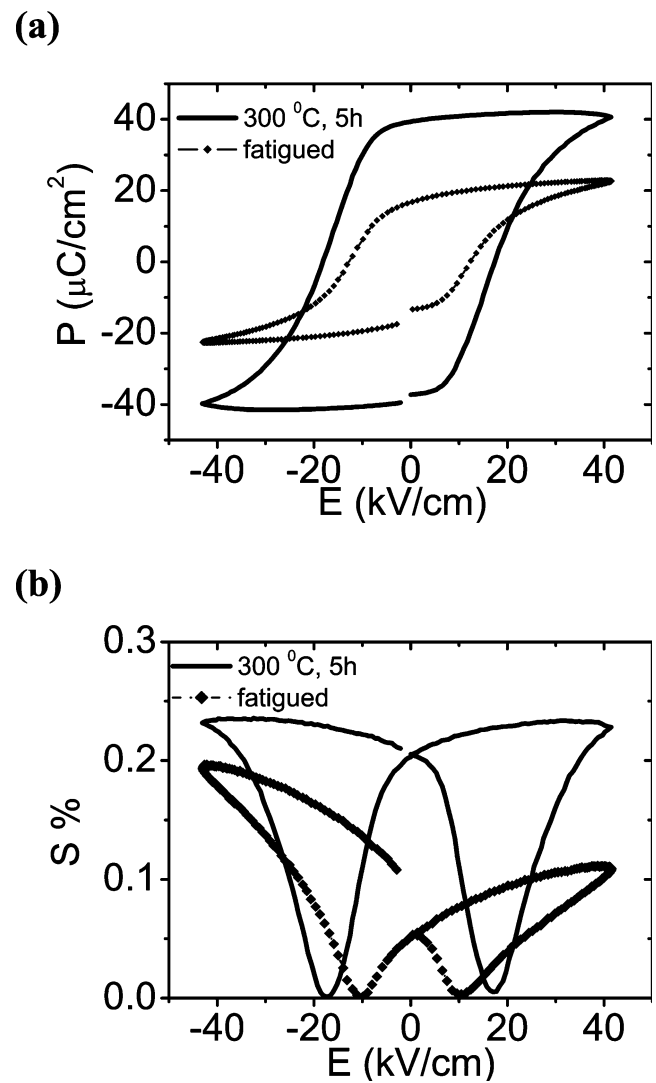 (a)
40
20
0
-20
-40
P (μC/cm²)
300 ⁰C, 5h
fatigued
-40 -20 0 20 40
E (kV/cm)
(b)
0.3
0.2
0.1
0.0
S %
300 ⁰C, 5h
fatigued
-40 -20 0 20 40
E (kV/cm)